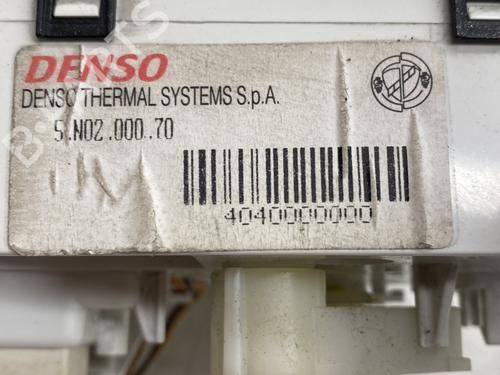 DENSO
DENSO THERMAL SYSTEMS S.p.A.
5.N02.000.70
4040000000